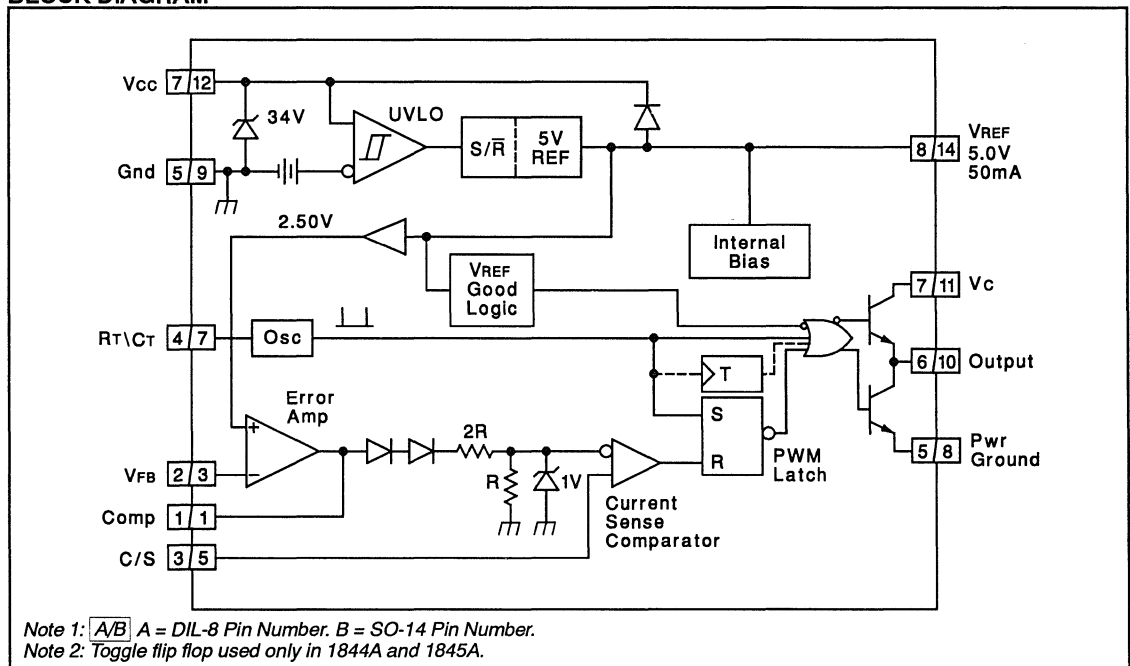 BLOCK DIAGRAM
Vcc 7/12
34V
UVLO
S/R̅
5V
REF
8/14
VREF
5.0V
50mA
Gnd 5/9
2.50V
VREF
Good
Logic
Internal
Bias
7/11 Vc
RT\CT 4/7
Osc
T
6/10 Output
Error
Amp
+
−
2R
R
1V
S
R
PWM
Latch
5/8
Pwr
Ground
VFB 2/3
Comp 1/1
C/S 3/5
Current
Sense
Comparator
Note 1: A/B A = DIL-8 Pin Number. B = SO-14 Pin Number.
Note 2: Toggle flip flop used only in 1844A and 1845A.